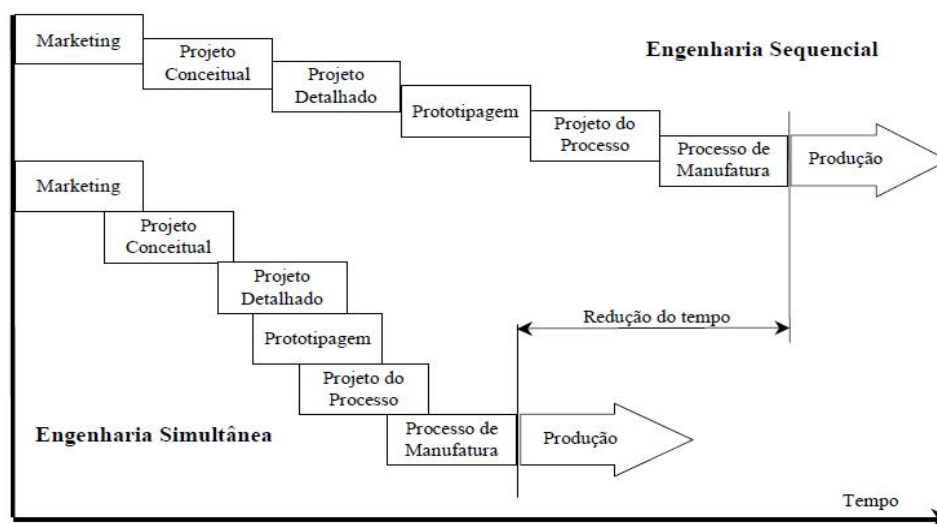 Marketing
Projeto
Conceitual
Projeto
Detalhado
Prototipagem
Projeto do
Processo
Processo de
Manufatura
Produção
Engenharia Sequencial
Marketing
Projeto
Conceitual
Projeto
Detalhado
Prototipagem
Projeto do
Processo
Processo de
Manufatura
Produção
Redução do tempo
Engenharia Simultânea
Tempo